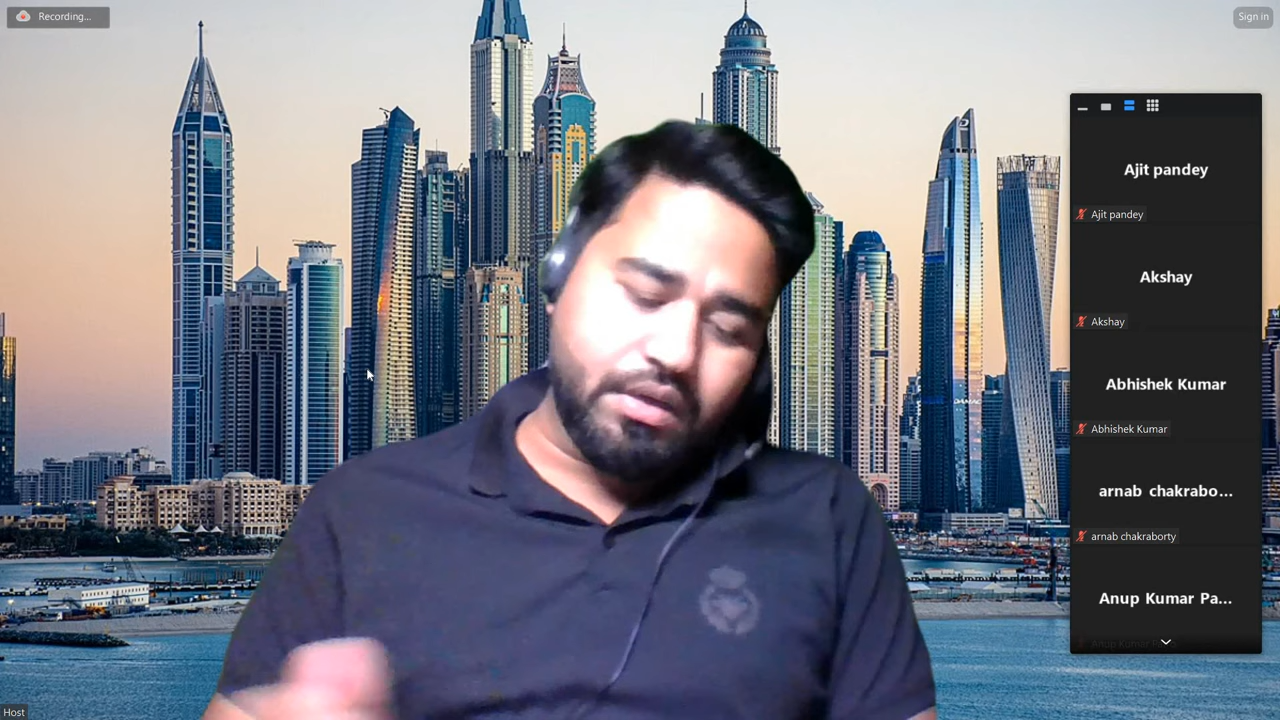 Recording...
Sign in
Ajit pandey
Ajit pandey
Akshay
Akshay
Abhishek Kumar
Abhishek Kumar
arnab chakrabo...
arnab chakraborty
Anup Kumar Pa...
Host